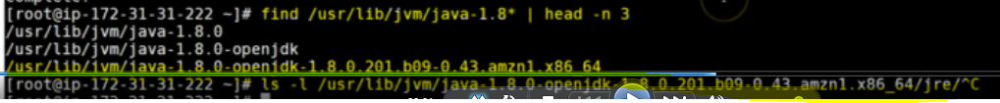 [root@ip-172-31-31-222 ~]# find /usr/lib/jvm/java-1.8* | head -n 3
/usr/lib/jvm/java-1.8.0
/usr/lib/jvm/java-1.8.0-openjdk
/usr/lib/jvm/java-1.8.0-openjdk-1.8.0.201.b09-0.43.amzn1.x86_64
[root@ip-172-31-31-222 ~]# ls -l /usr/lib/jvm/java-1.8.0-openjdk-1.8.0.201.b09-0.43.amzn1.x86_64/jre/^C